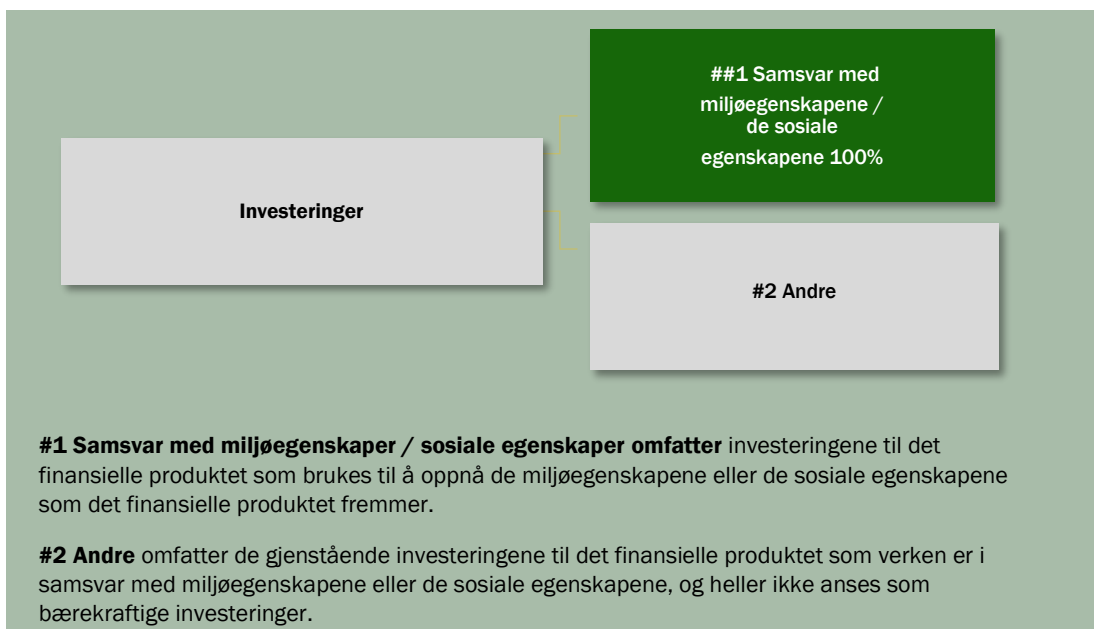 ##1 Samsvar med
miljøegenskapene /
de sosiale
egenskapene 100%
Investeringer
#2 Andre
#1 Samsvar med miljøegenskaper / sosiale egenskaper omfatter investeringene til det
finansielle produktet som brukes til å oppnå de miljøegenskapene eller de sosiale egenskapene
som det finansielle produktet fremmer.
#2 Andre omfatter de gjenstående investeringene til det finansielle produktet som verken er i
samsvar med miljøegenskapene eller de sosiale egenskapene, og heller ikke anses som
bærekraftige investeringer.